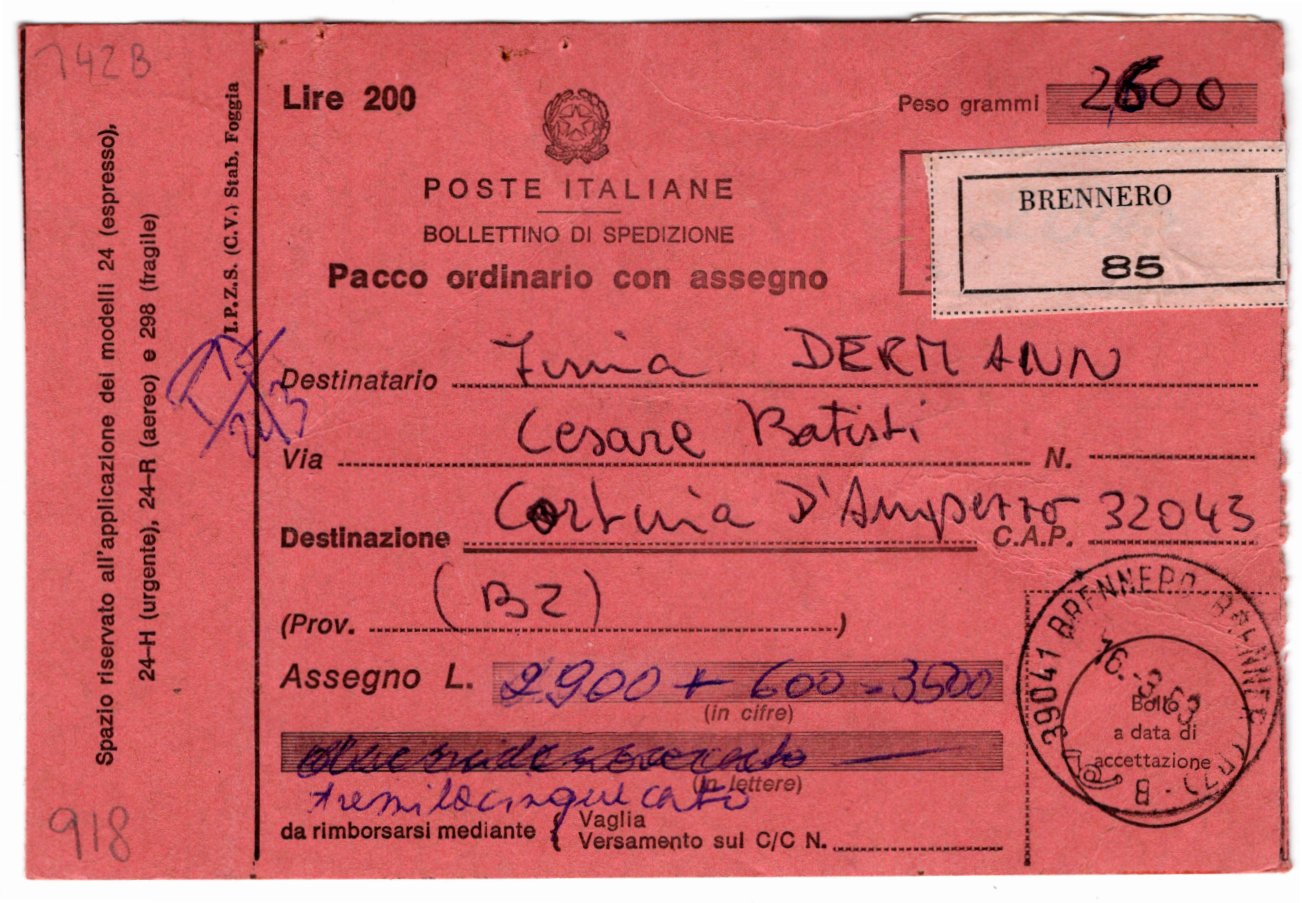 742B
Spazio riservato all'applicazione dei modelli 24 (espresso),
24-H (urgente), 24-R (aereo) e 298 (fragile)
I.P.Z.S. (C.V.) Stab. Foggia
918
Lire 200
Peso grammi 2600
POSTE ITALIANE
BOLLETTINO DI SPEDIZIONE
Pacco ordinario con assegno
BRENNERO
85
Destinatario DERMANN
Via Cesare Batisti N.
Destinazione Cortina D'Ampezzo C.A.P. 32043
(Prov. (BZ) )
Assegno L. 2900 + 600 = 3500
(in cifre)
(in lettere)
tremilacinquecento
da rimborsarsi mediante { Vaglia
Versamento sul C/C N.
39041 BRENNERO-BRENNER (BZ) - B
16.-3.69
Bollo
a data di
accettazione